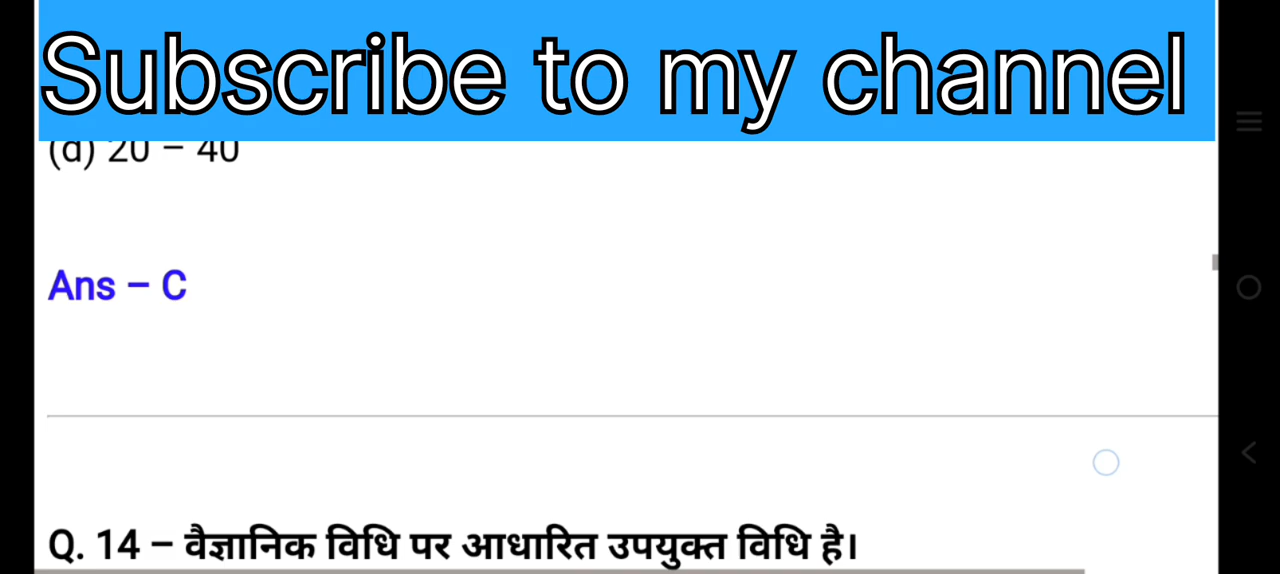 Subscribe to my channel
(d) 20 – 40
Ans – C
Q. 14 – वैज्ञानिक विधि पर आधारित उपयुक्त विधि है।